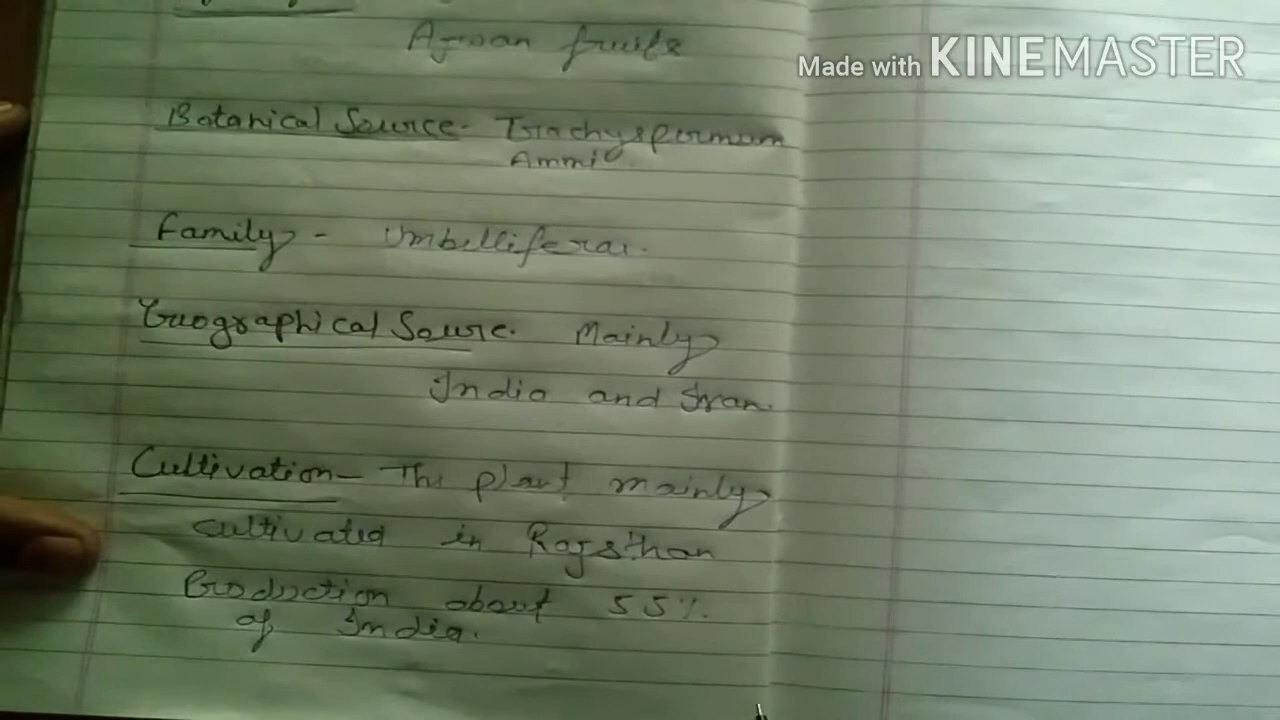 Ajwan fruits
Made with KINEMASTER
Botanical Source- Trachyspermum
Ammi
Family - Umbelliferae.
Geographical Sourc. Mainly
India and Iran.
Cultivation- The plant mainly
cultivated in Rajsthan
Production about 55%
of India.